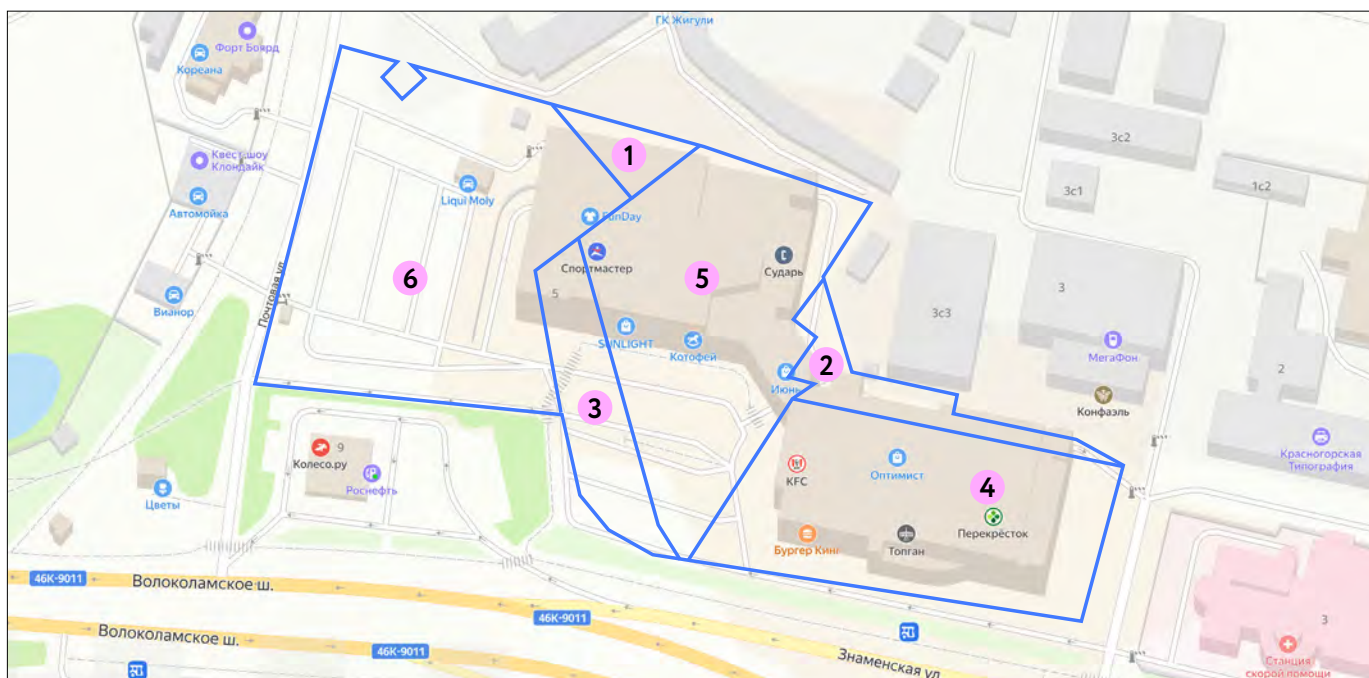 ГК Жигули
Форт Боярд
Кореана
3с2
Квест-шоу
Клондайк
1
1с2
3с1
Liqui Moly
Автомойка
FunDay
Спортмастер
Сударь
6
5
3
Почтовая ул.
5
Вианор
3с3
SUNLIGHT
Котофей
МегаФон
2
Июнь
2
Конфаэль
3
9
Колесо.ру
Роснефть
KFC
Оптимист
4
Красногорская
Типография
Цветы
Перекрёсток
Бургер Кинг
Топган
46К-9011
Волоколамское ш.
46К-9011
3
Волоколамское ш.
46К-9011
Знаменская ул.
Станция
скорой помощи